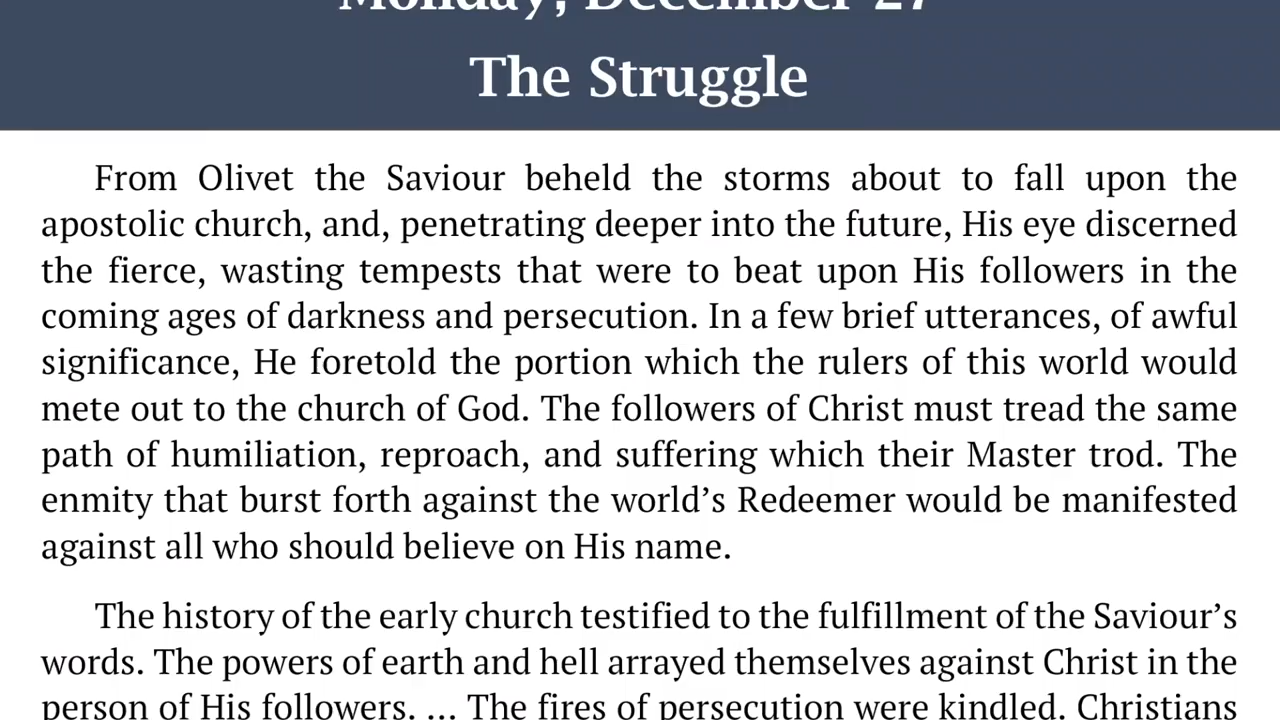 Monday, December 27
The Struggle
From Olivet the Saviour beheld the storms about to fall upon the
apostolic church, and, penetrating deeper into the future, His eye discerned
the fierce, wasting tempests that were to beat upon His followers in the
coming ages of darkness and persecution. In a few brief utterances, of awful
significance, He foretold the portion which the rulers of this world would
mete out to the church of God. The followers of Christ must tread the same
path of humiliation, reproach, and suffering which their Master trod. The
enmity that burst forth against the world’s Redeemer would be manifested
against all who should believe on His name.
The history of the early church testified to the fulfillment of the Saviour’s
words. The powers of earth and hell arrayed themselves against Christ in the
person of His followers. ... The fires of persecution were kindled. Christians